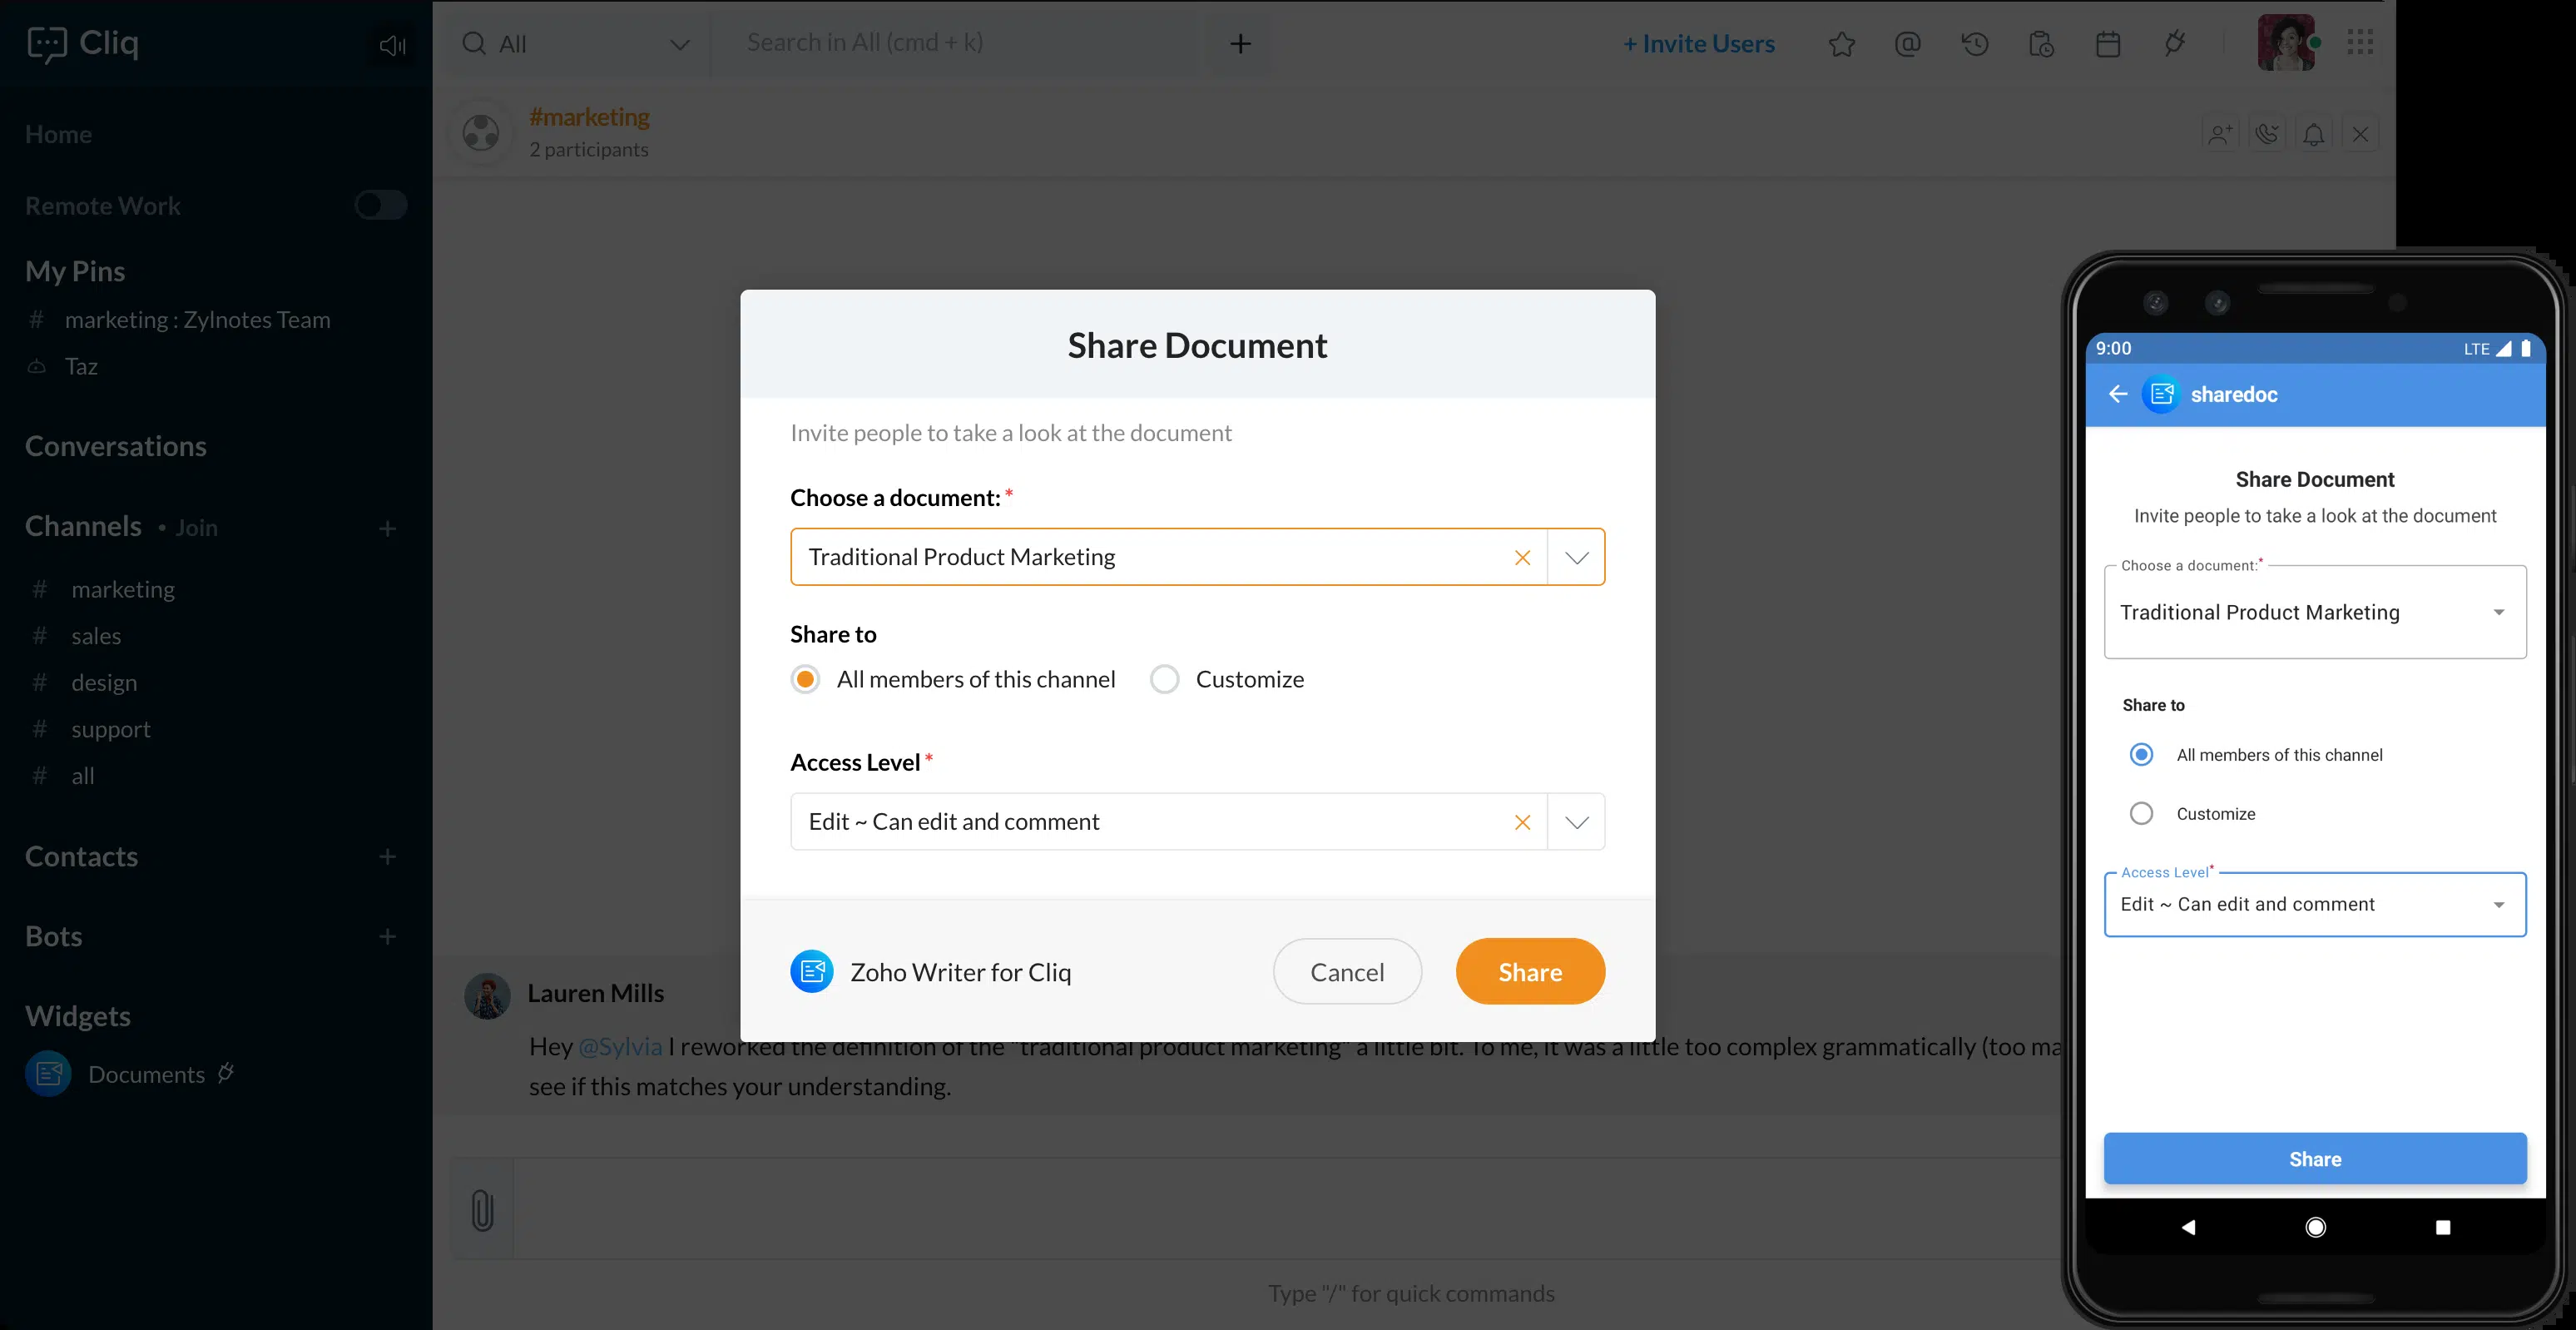 Cliq
All
Search in All (cmd + k)
+ Invite Users
Home
Remote Work
My Pins
# marketing : Zylnotes Team
Taz
Conversations
Channels • Join
# marketing
# sales
# design
# support
# all
Contacts
Bots
Widgets
Documents
#marketing
2 participants
Share Document
Invite people to take a look at the document
Choose a document: *
Traditional Product Marketing
Share to
All members of this channel
Customize
Access Level *
Edit ~ Can edit and comment
Zoho Writer for Cliq
Cancel
Share
Lauren Mills
Hey @Sylvia I reworked the definition of the "traditional product marketing" a little bit. To me, it was a little too complex grammatically (too ma
see if this matches your understanding.
Type "/" for quick commands
9:00
LTE
sharedoc
Share Document
Invite people to take a look at the document
Choose a document:*
Traditional Product Marketing
Share to
All members of this channel
Customize
Access Level*
Edit ~ Can edit and comment
Share